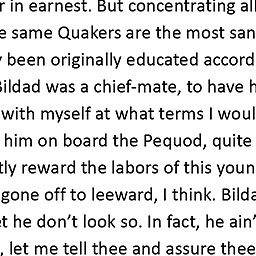 r in earnest. But concentrating al
e same Quakers are the most san
been originally educated accord
Bildad was a chief-mate, to have h
with myself at what terms I woul
him on board the Pequod, quite
tly reward the labors of this youn
gone off to leeward, I think. Bilda
t he don’t look so. In fact, he ain’
, let me tell thee and assure thee